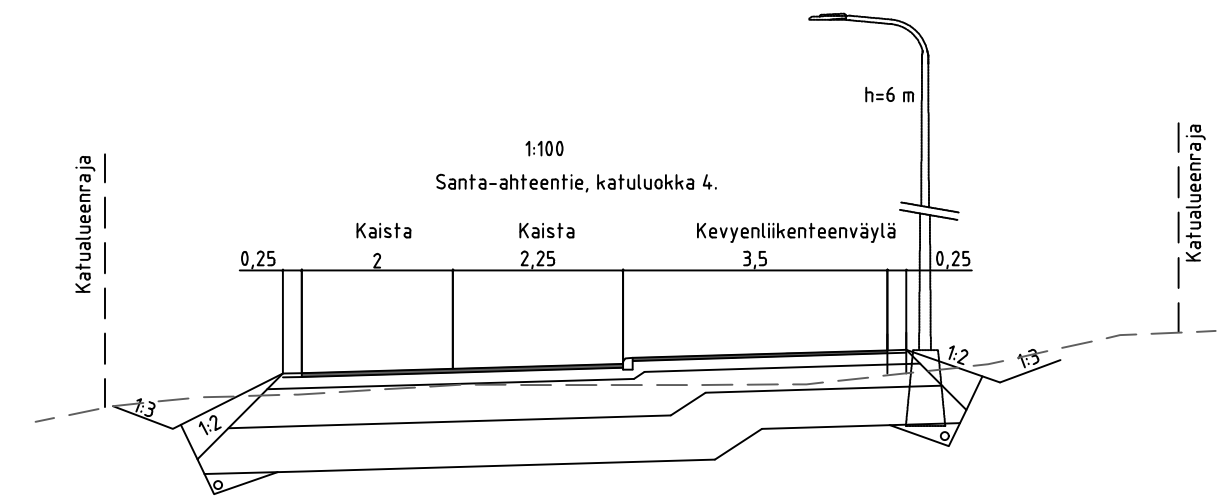 h=6 m
1:100
Santa-ahteentie, katuluokka 4.
Katualueenraja
Katualueenraja
Kaista
Kaista
Kevyenliikenteenväylä
0,25
2
2,25
3,5
0,25
1:2
1:3
1:3
1:2